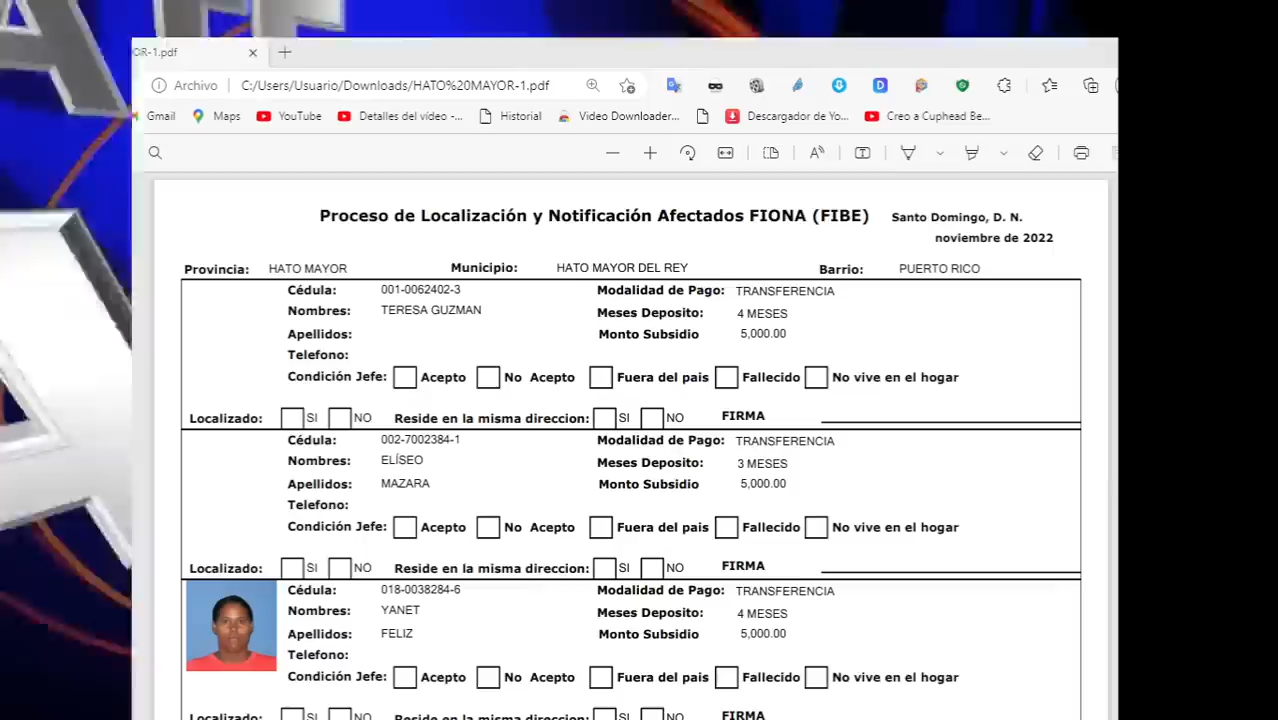 OR-1.pdf
Archivo C:/Users/Usuario/Downloads/HATO%20MAYOR-1.pdf
Gmail Maps YouTube Detalles del vídeo -... Historial Video Downloader... Descargador de Yo... Creo a Cuphead Be...
Proceso de Localización y Notificación Afectados FIONA (FIBE) Santo Domingo, D. N.
noviembre de 2022
Provincia: HATO MAYOR Municipio: HATO MAYOR DEL REY Barrio: PUERTO RICO
Cédula: 001-0062402-3 Modalidad de Pago: TRANSFERENCIA
Nombres: TERESA GUZMAN Meses Deposito: 4 MESES
Apellidos: Monto Subsidio 5,000.00
Telefono:
Condición Jefe: Acepto No Acepto Fuera del pais Fallecido No vive en el hogar
Localizado: SI NO Reside en la misma direccion: SI NO FIRMA
Cédula: 002-7002384-1 Modalidad de Pago: TRANSFERENCIA
Nombres: ELÍSEO Meses Deposito: 3 MESES
Apellidos: MAZARA Monto Subsidio 5,000.00
Telefono:
Condición Jefe: Acepto No Acepto Fuera del pais Fallecido No vive en el hogar
Localizado: SI NO Reside en la misma direccion: SI NO FIRMA
Cédula: 018-0038284-6 Modalidad de Pago: TRANSFERENCIA
Nombres: YANET Meses Deposito: 4 MESES
Apellidos: FELIZ Monto Subsidio 5,000.00
Telefono:
Condición Jefe: Acepto No Acepto Fuera del pais Fallecido No vive en el hogar
Localizado: SI NO Reside en la misma direccion: SI NO FIRMA